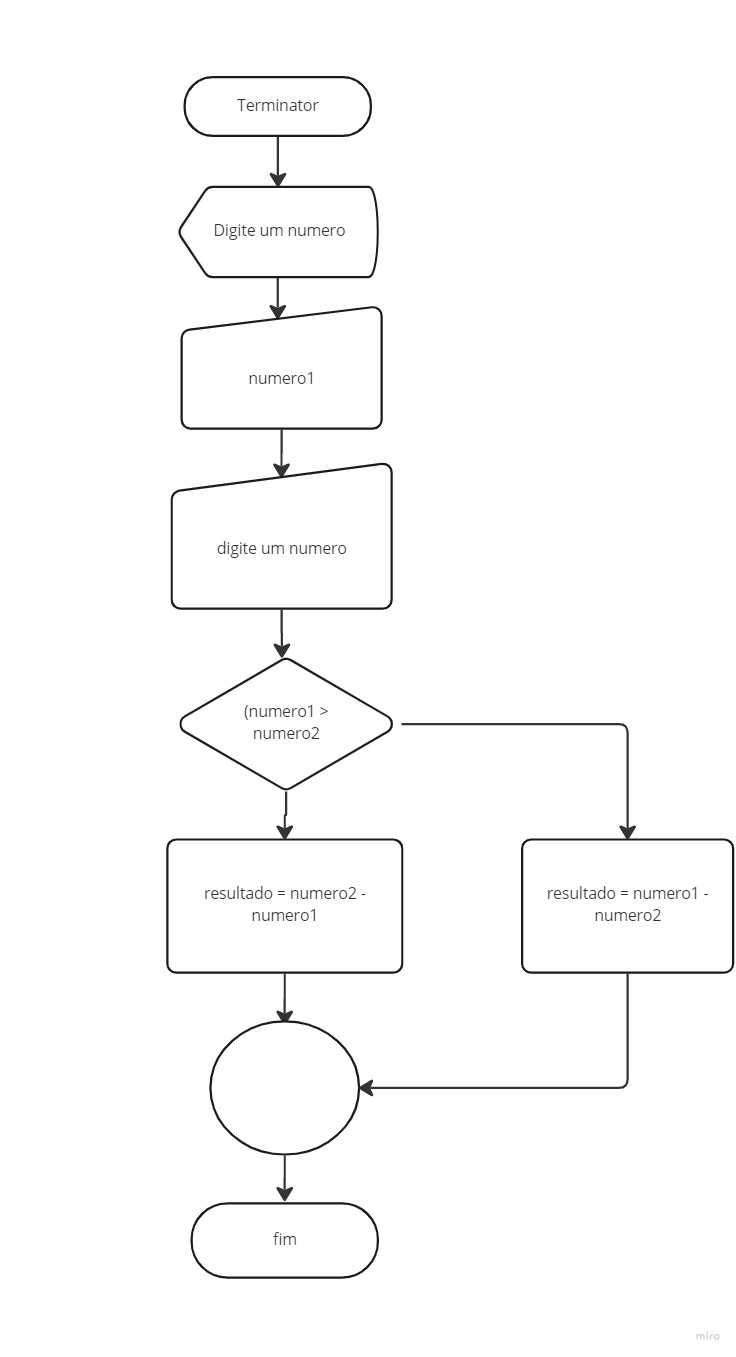 Terminator
Digite um numero
numero1
digite um numero
(numero1 >
numero2
resultado = numero2 -
numero1
resultado = numero1 -
numero2
fim
miro